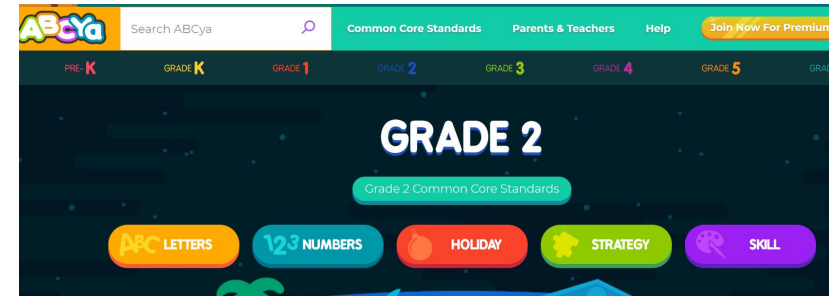 ABCYa
Search ABCya
Common Core Standards
Parents & Teachers
Help
Join Now For Premium
PRE-K
GRADE K
GRADE 1
GRADE 2
GRADE 3
GRADE 4
GRADE 5
GRAD
GRADE 2
Grade 2 Common Core Standards
ABC LETTERS
123 NUMBERS
HOLIDAY
STRATEGY
SKILL